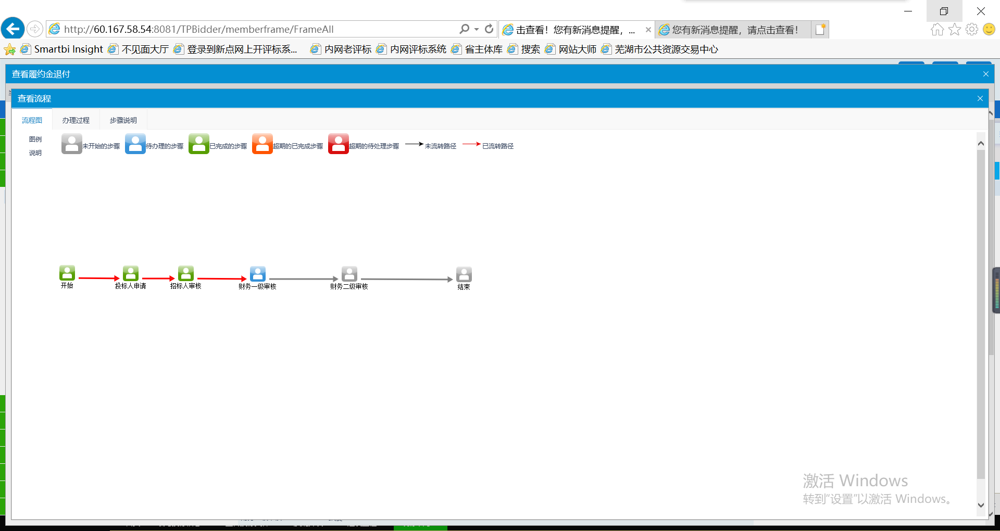 http://60.167.58.54:8081/TPBidder/memberframe/FrameAll
击查看！您有新消息提醒，...
您有新消息提醒，请点击查看！
Smartbi Insight 不见面大厅 登录到新点网上开评标系... 内网老评标 内网评标系统 省主体库 搜索 网站大师 芜湖市公共资源交易中心
查看履约金退付
查看流程
流程图 办理过程 步骤说明
图例
说明
未开始的步骤 待办理的步骤 已完成的步骤 超期的已完成步骤 超期的待处理步骤 未流转路径 已流转路径
开始 投标人申请 招标人审核 财务一级审核 财务二级审核 结束
激活 Windows
转到"设置"以激活 Windows。